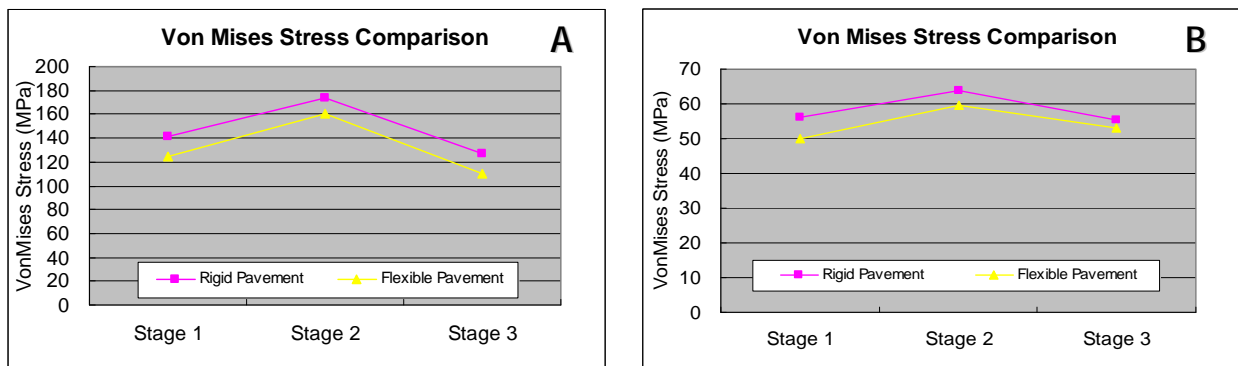 Von Mises Stress Comparison A
VonMises Stress (MPa)
200
180
160
140
120
100
80
60
40
20
0
Rigid Pavement Flexible Pavement
Stage 1 Stage 2 Stage 3
Von Mises Stress Comparison B
VonMises Stress (MPa)
70
60
50
40
30
20
10
0
Rigid Pavement Flexible Pavement
Stage 1 Stage 2 Stage 3